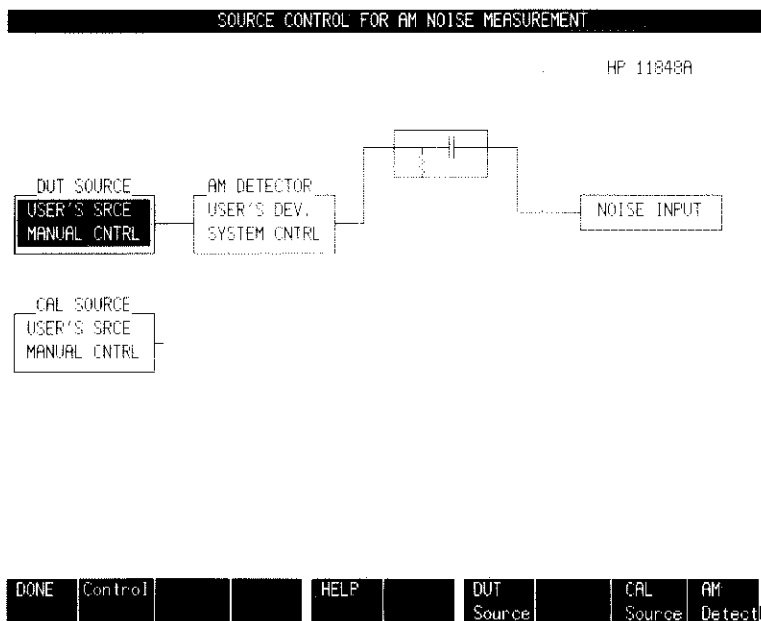 SOURCE CONTROL FOR AM NOISE MEASUREMENT
HP 11848A
DUT SOURCE
USER'S SRCE
MANUAL CNTRL
AM DETECTOR
USER'S DEV.
SYSTEM CNTRL
NOISE INPUT
CAL SOURCE
USER'S SRCE
MANUAL CNTRL
DONE Control HELP DUT Source CAL Source AM Detect